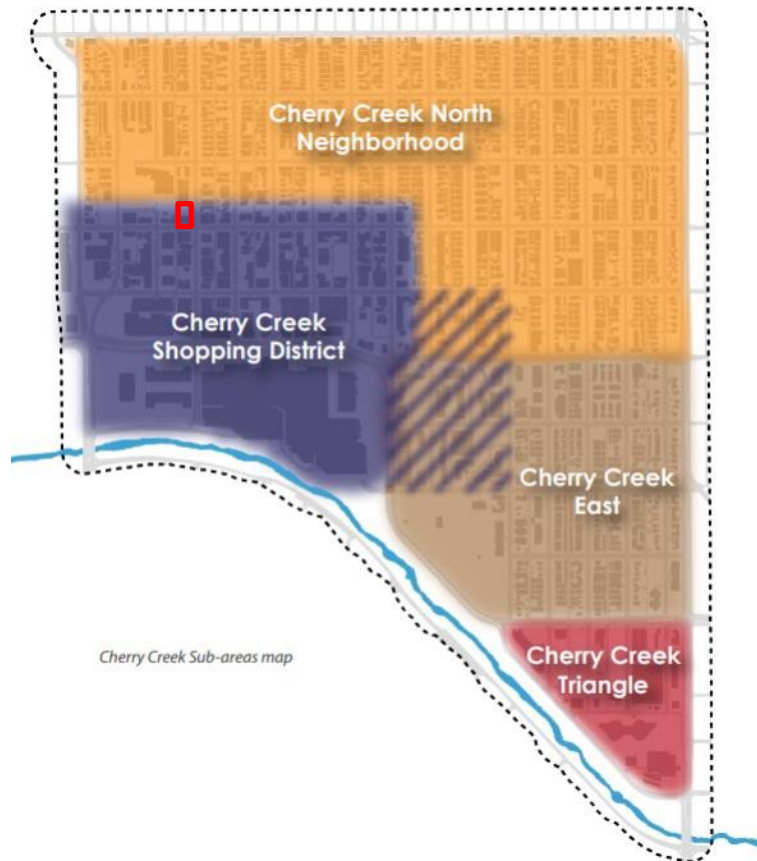 Cherry Creek North
Neighborhood
Cherry Creek
Shopping District
Cherry Creek
East
Cherry Creek
Triangle
Cherry Creek Sub-areas map